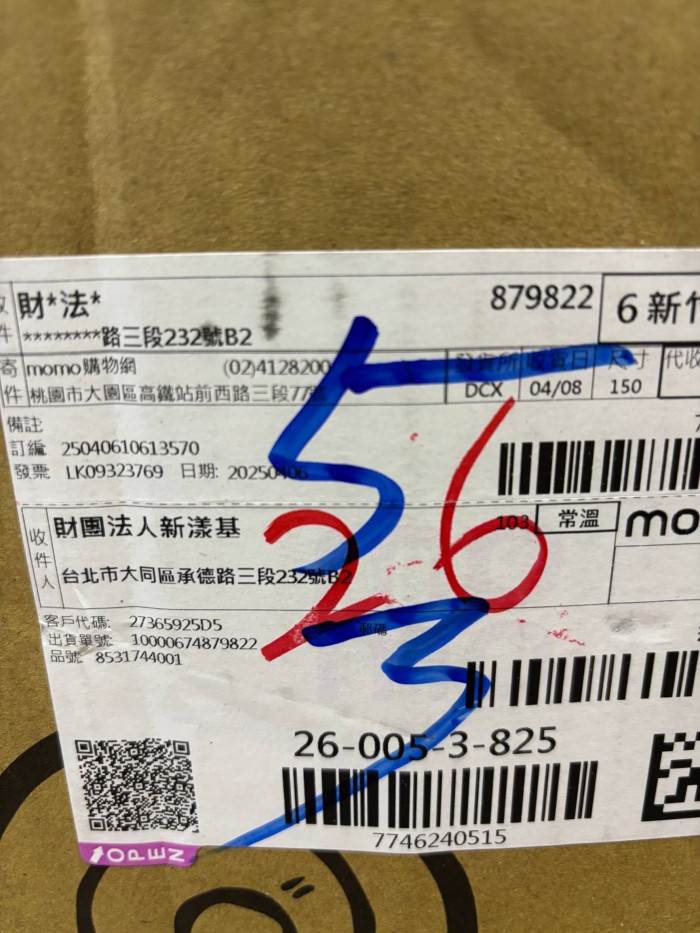 財*法*
879822
6 新竹
件
********路三段232號B2
寄件
momo購物網 (02)4128200
桃園市大園區高鐵站前西路三段77號
發貨所 收貨日 尺寸 代收
DCX 04/08 150
備註
訂編 25040610613570
發票 LK09323769 日期: 20250406
5
26
3
收件人
財團法人新漾基
103 常溫 mo
台北市大同區承德路三段232號B2
客戶代碼: 27365925D5
出貨單號: 10000674879822
品號: 8531744001
郵碼
26-005-3-825
7746240515
OPEN